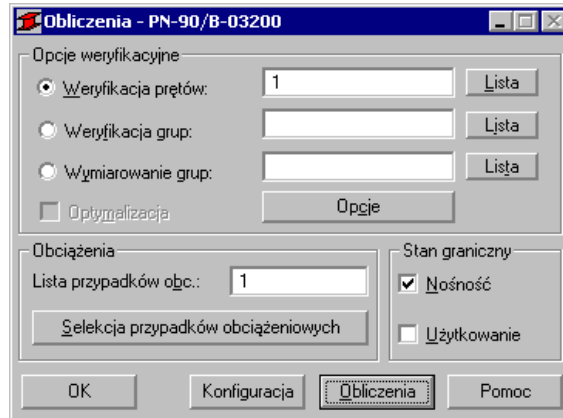 Obliczenia - PN-90/B-03200
Opcje weryfikacyjne
Weryfikacja prętów: 1 Lista
Weryfikacja grup: Lista
Wymiarowanie grup: Lista
Optymalizacja Opcje
Obciążenia Stan graniczny
Lista przypadków obc.: 1 Nośność
Selekcja przypadków obciążeniowych Użytkowanie
OK Konfiguracja Obliczenia Pomoc